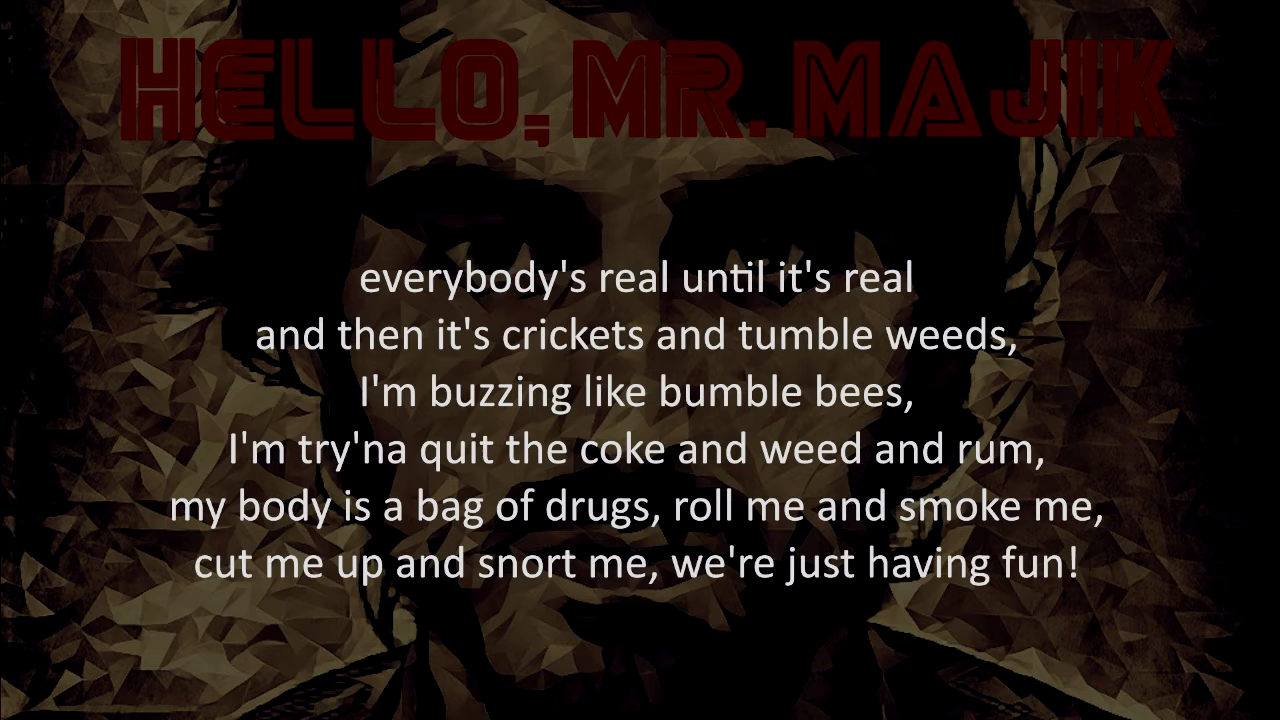 HELLO, MR. MAJIK
everybody's real until it's real
and then it's crickets and tumble weeds,
I'm buzzing like bumble bees,
I'm try'na quit the coke and weed and rum,
my body is a bag of drugs, roll me and smoke me,
cut me up and snort me, we're just having fun!